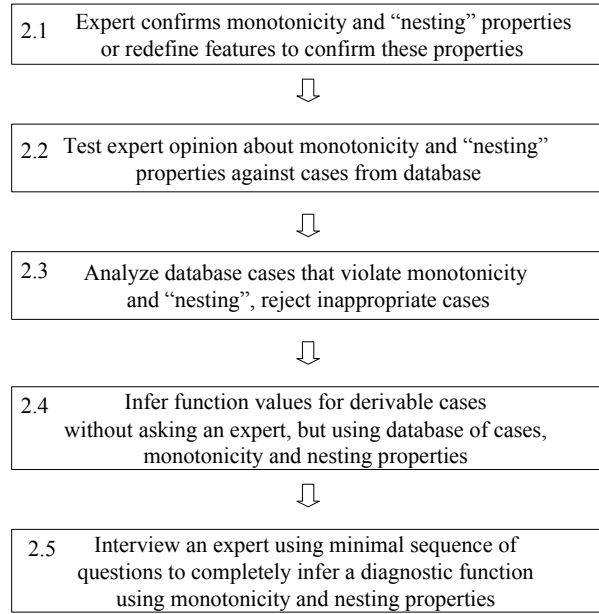 2.1 Expert confirms monotonicity and “nesting” properties
or redefine features to confirm these properties
2.2 Test expert opinion about monotonicity and “nesting”
properties against cases from database
2.3 Analyze database cases that violate monotonicity
and “nesting”, reject inappropriate cases
2.4 Infer function values for derivable cases
without asking an expert, but using database of cases,
monotonicity and nesting properties
2.5 Interview an expert using minimal sequence of
questions to completely infer a diagnostic function
using monotonicity and nesting properties